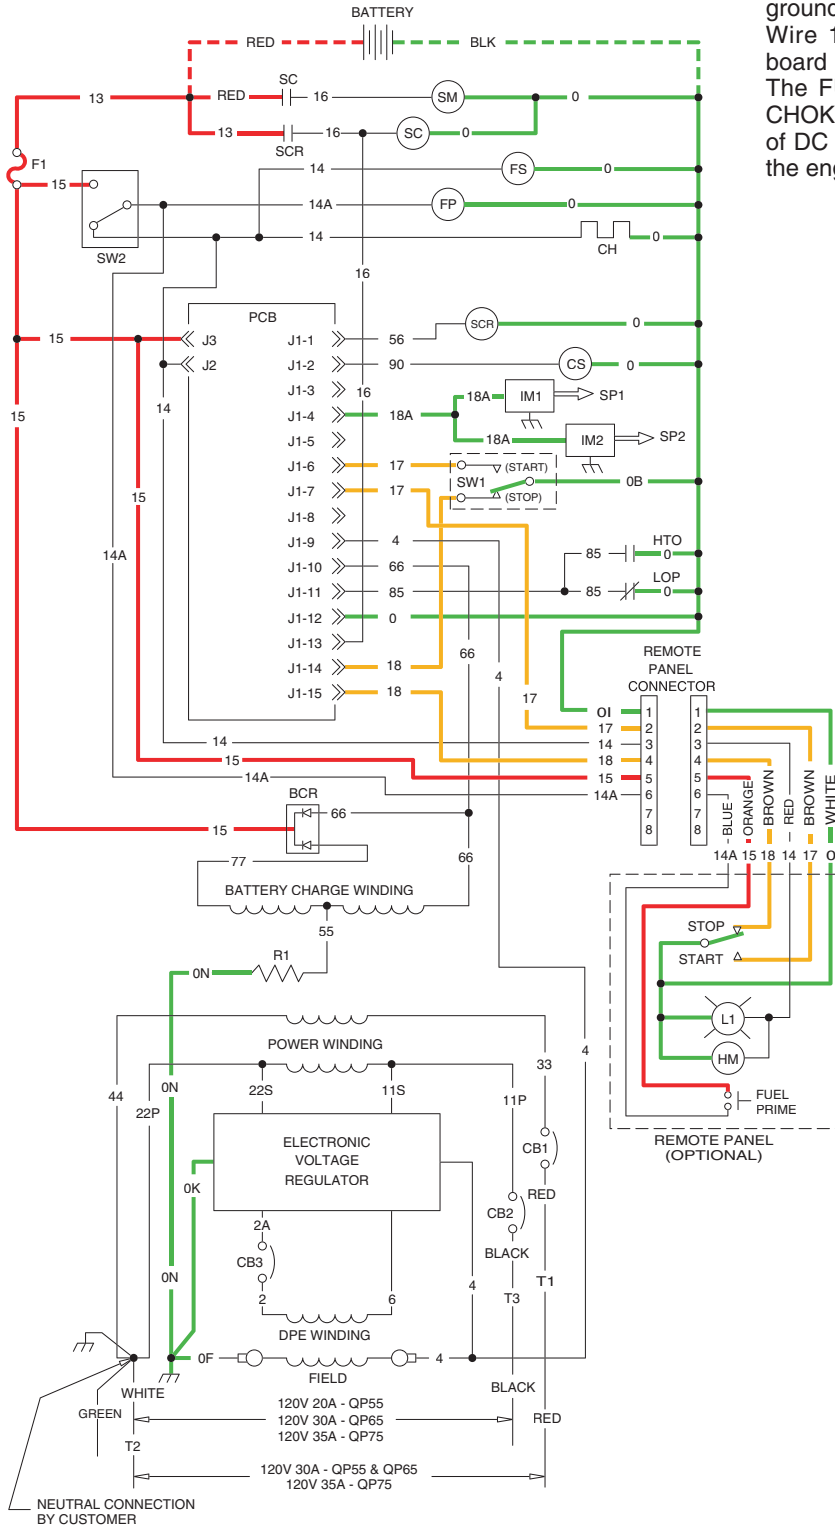 BATTERY
RED
BLK
ground
Wire 1
board
The F
CHOK
of DC
the eng
SC
13
RED
16
SM
0
13
SCR
16
SC
0
F1
15
14
FS
0
14A
FP
0
14
CH
0
SW2
16
PCB
15
J3
J2
J1-1
56
SCR
0
J1-2
90
CS
0
J1-3
16
18A
IM1
SP1
J1-4
18A
18A
IM2
SP2
J1-5
14
15
J1-6
17
SW1
(START)
(STOP)
0B
J1-7
17
15
J1-8
J1-9
4
HTO
85
0
14A
J1-10
66
J1-11
85
LOP
85
0
J1-12
0
J1-13
66
4
J1-14
18
J1-15
18
17
REMOTE
PANEL
CONNECTOR
OI
1
1
17
2
2
14
14
3
3
15
18
4
4
14A
15
5
5
14A
6
6
7
7
8
8
BLUE
ORANGE
BROWN
RED
BROWN
WHITE
14A
15
18
14
17
0
BCR
66
15
77
66
BATTERY CHARGE WINDING
55
R1
0N
STOP
START
L1
HM
FUEL
PRIME
REMOTE PANEL
(OPTIONAL)
POWER WINDING
4
33
44
22P
0N
22S
11S
11P
ELECTRONIC
VOLTAGE
REGULATOR
CB1
0K
RED
2A
CB2
CB3
BLACK
0N
T1
2
6
4
T3
DPE WINDING
0F
FIELD
4
WHITE
BLACK
GREEN
120V 20A - QP55
120V 30A - QP65
120V 35A - QP75
RED
T2
120V 30A - QP55 & QP65
120V 35A - QP75
NEUTRAL CONNECTION
BY CUSTOMER